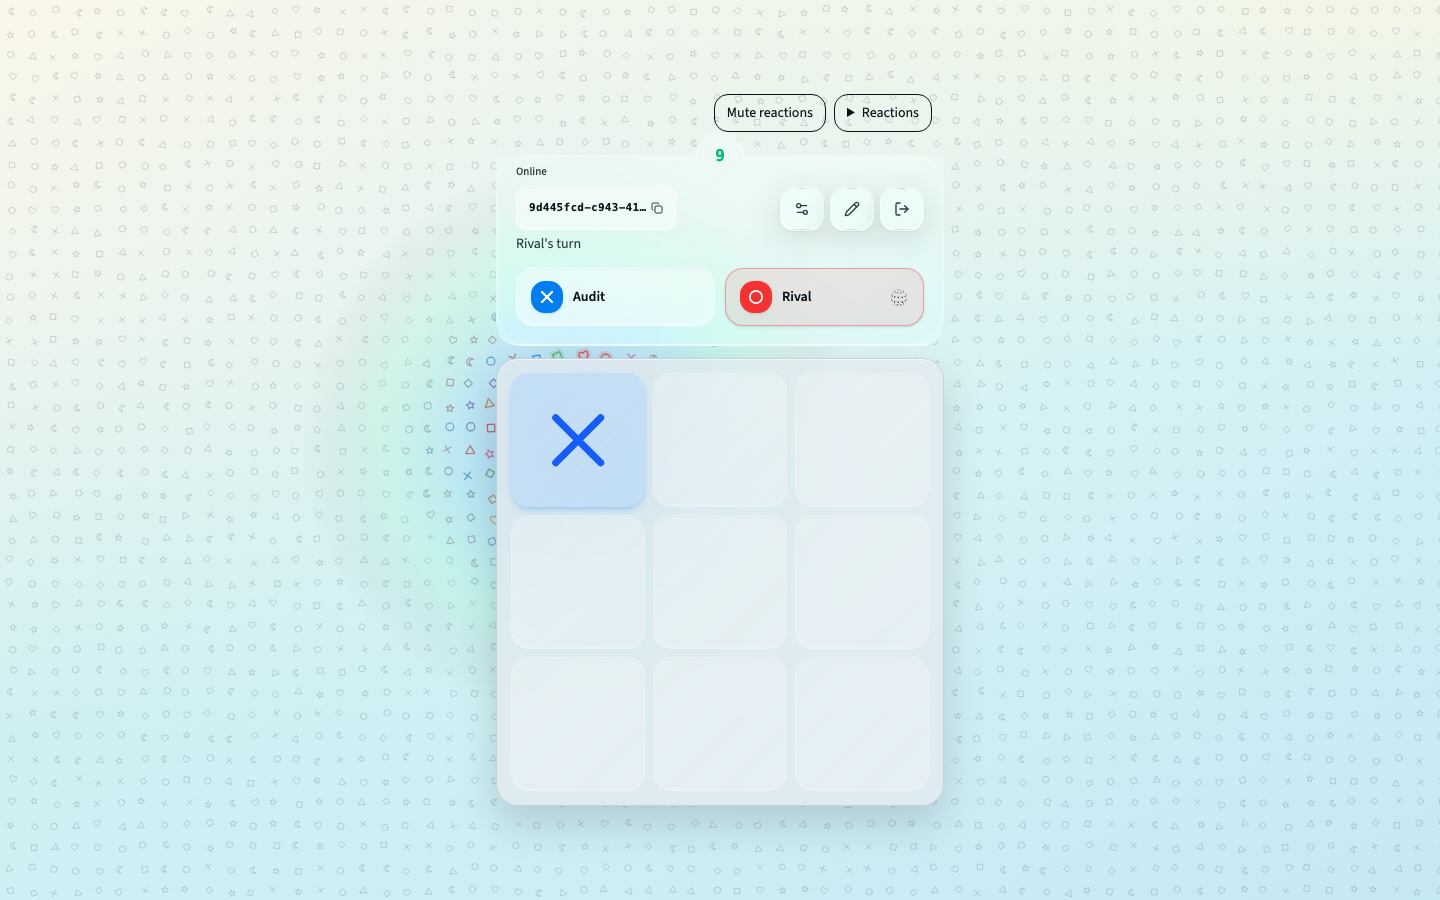 Mute reactions
▶ Reactions
9
Online
9d445fcd-c943-41…
Rival's turn
Audit
Rival